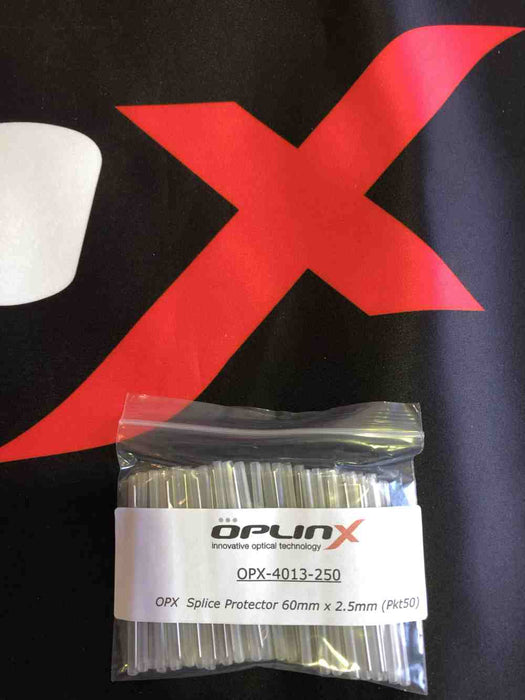 X
OPLINX
innovative optical technology
OPX-4013-250
OPX Splice Protector 60mm x 2.5mm (Pkt50)